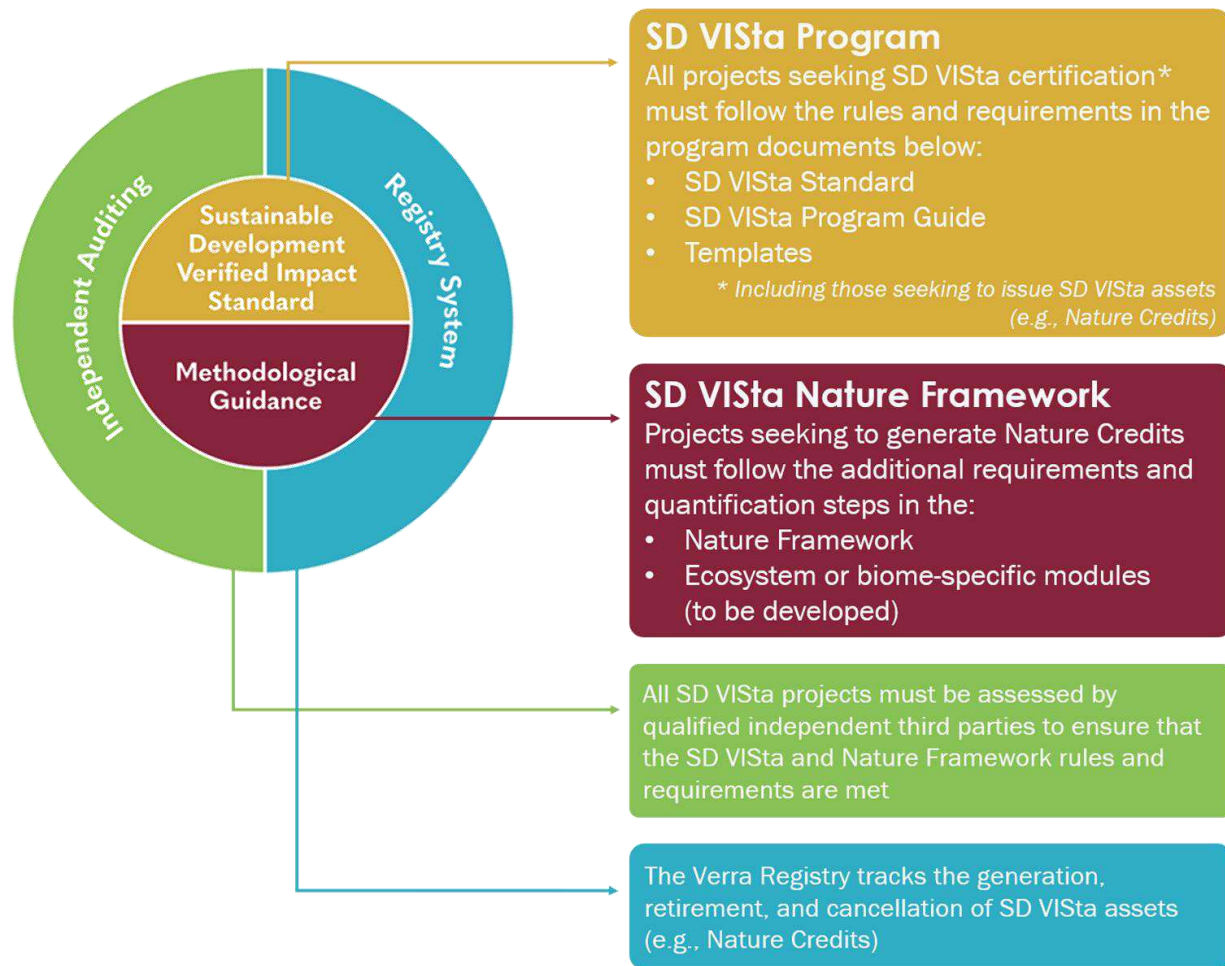 Independent Auditing
Registry System
Sustainable
Development
Verified Impact
Standard
Methodological
Guidance
SD VISta Program
All projects seeking SD VISta certification*
must follow the rules and requirements in the
program documents below:
• SD VISta Standard
• SD VISta Program Guide
• Templates
* Including those seeking to issue SD VISta assets
(e.g., Nature Credits)
SD VISta Nature Framework
Projects seeking to generate Nature Credits
must follow the additional requirements and
quantification steps in the:
• Nature Framework
• Ecosystem or biome-specific modules
(to be developed)
All SD VISta projects must be assessed by
qualified independent third parties to ensure that
the SD VISta and Nature Framework rules and
requirements are met
The Verra Registry tracks the generation,
retirement, and cancellation of SD VISta assets
(e.g., Nature Credits)